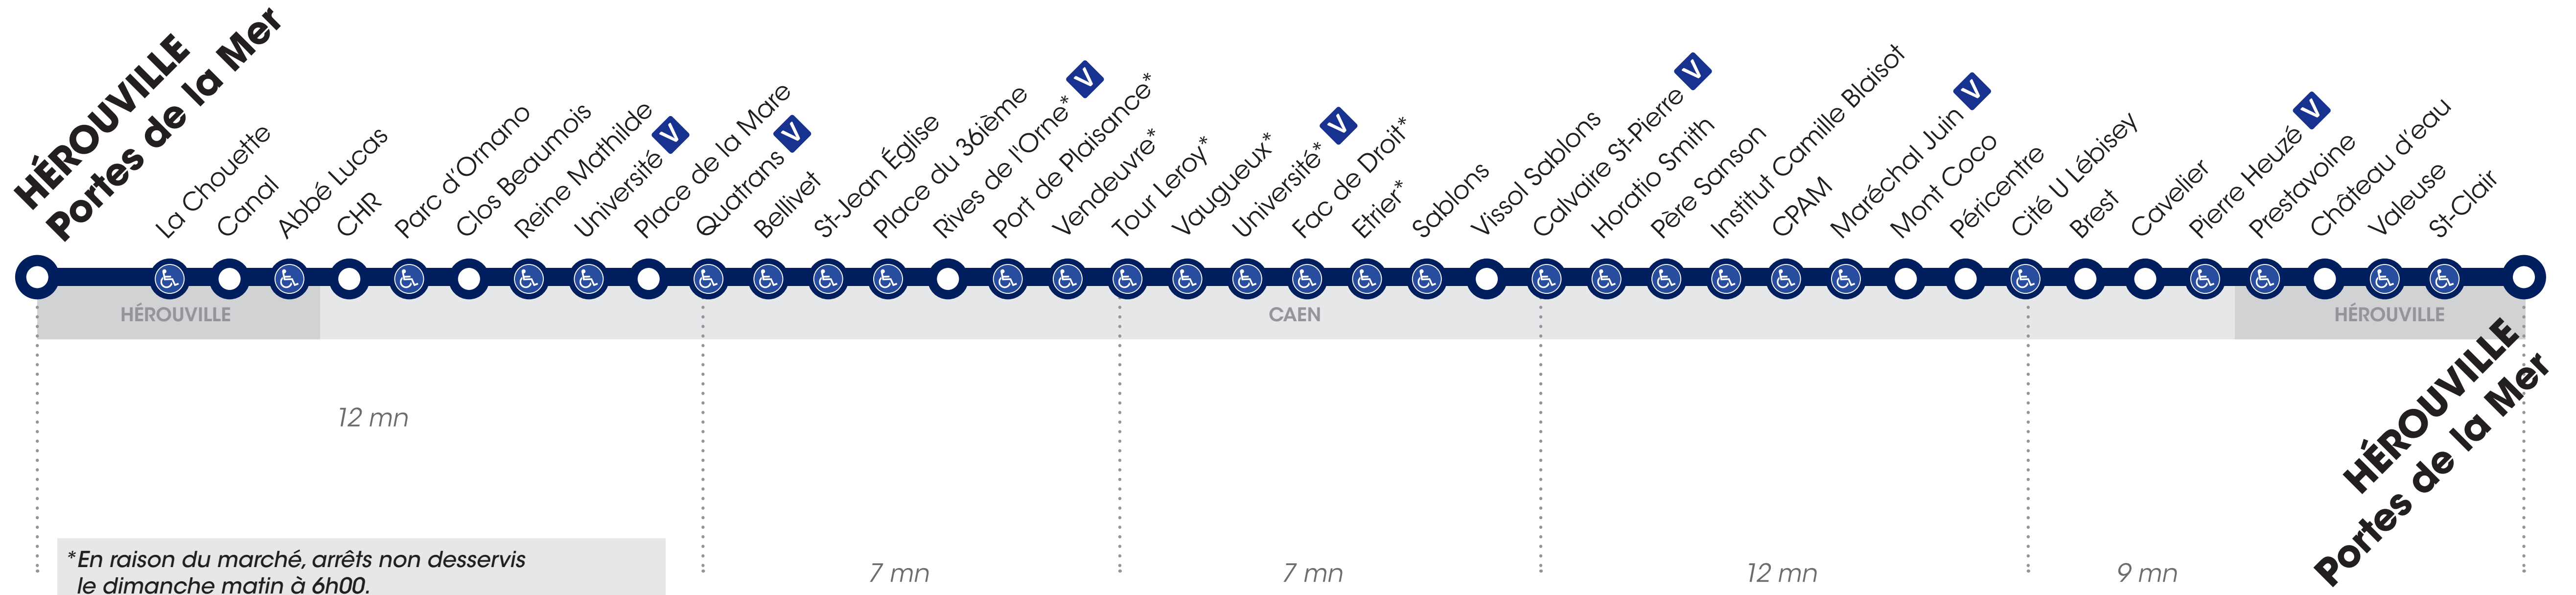 HÉROUVILLE
Portes de la Mer
La Chouette
Canal
Abbé Lucas
CHR
Parc d'Ornano
Clos Beaumois
Reine Mathilde
Université V
Place de la Mare
Quatrans V
Bellivet
St-Jean Église
Place du 36ième
Rives de l'Orne* V
Port de Plaisance*
Vendeuvre*
Tour Leroy*
Vaugueux*
Université* V
Fac de Droit*
Etrier*
Sablons
Vissol Sablons
Calvaire St-Pierre V
Horatio Smith
Père Sanson
Institut Camille Blaisot
CPAM
Maréchal Juin V
Mont Coco
Péricentre
Cité U Lébisey
Brest
Cavelier
Pierre Heuzé V
Prestavoine
Château d'eau
Valeuse
St-Clair
HÉROUVILLE
Portes de la Mer
HÉROUVILLE
CAEN
HÉROUVILLE
12 mn
7 mn
7 mn
12 mn
9 mn
*En raison du marché, arrêts non desservis
le dimanche matin à 6h00.